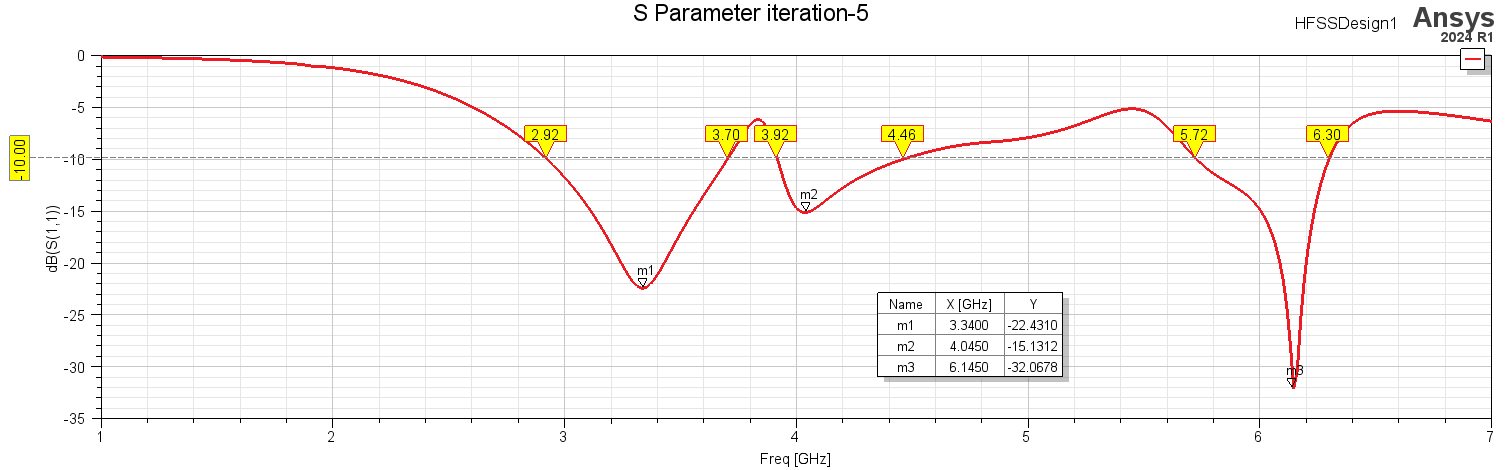 S Parameter iteration-5
HFSSDesign1
Ansys
2024 R1
0
-5
-10
-15
-20
-25
-30
-35
-10.00
dB(S(1,1))
2.92
3.70
3.92
4.46
5.72
6.30
m1
m2
m3
Name X [GHz] Y
m1 3.3400 -22.4310
m2 4.0450 -15.1312
m3 6.1450 -32.0678
1 2 3 4 5 6 7
Freq [GHz]